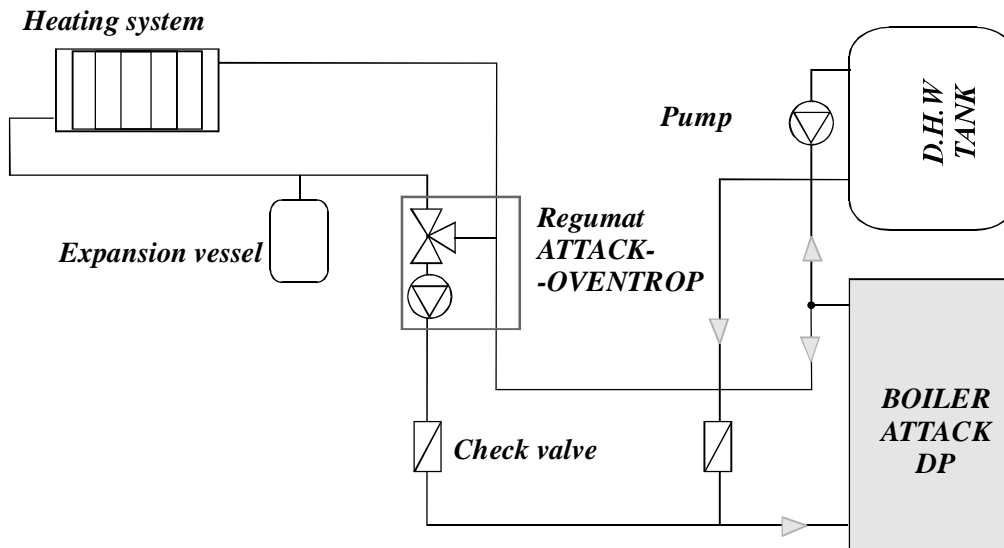 Heating system
Pump
D.H.W
TANK
Regumat
ATTACK-
-OVENTROP
Expansion vessel
BOILER
ATTACK
DP
Check valve